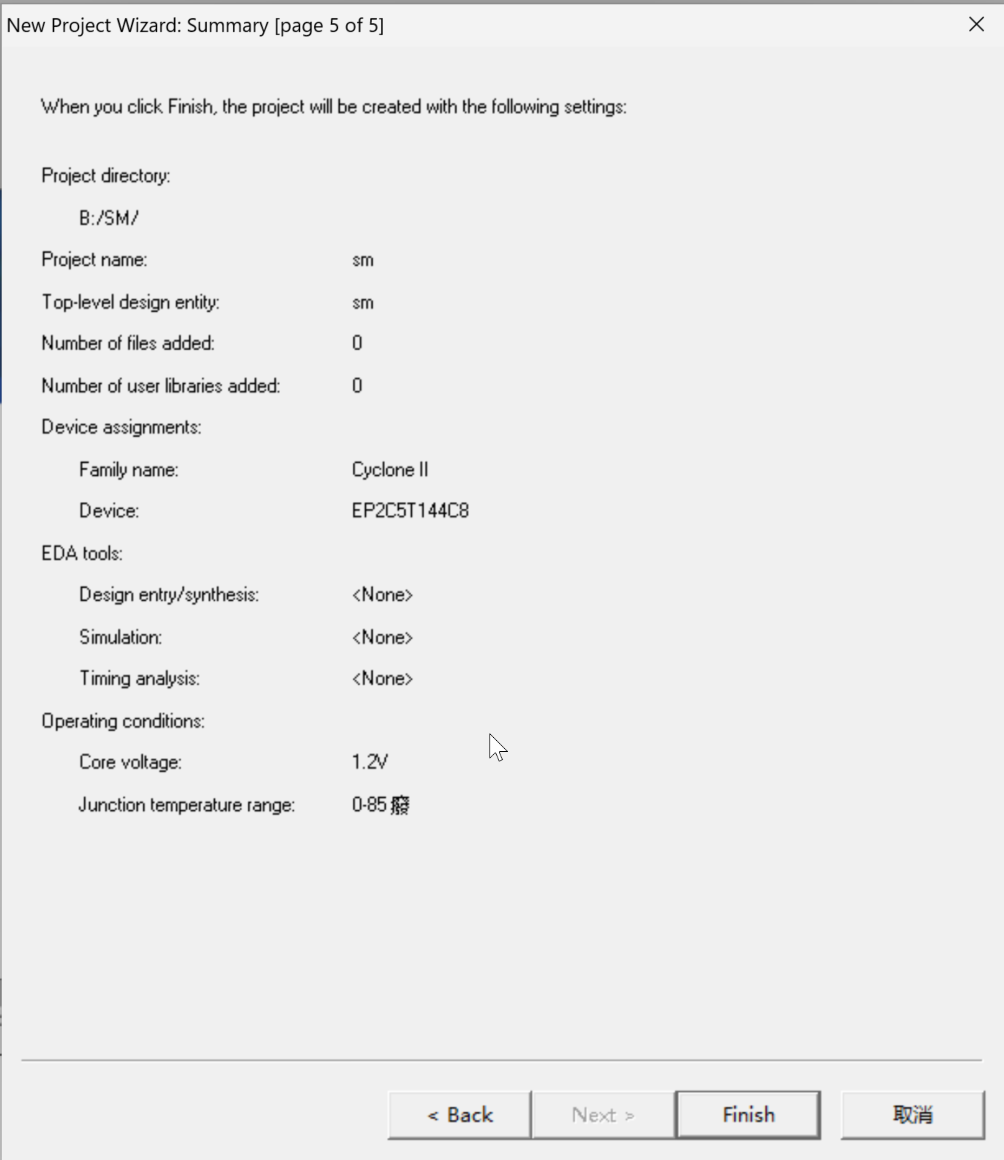 New Project Wizard: Summary [page 5 of 5]
When you click Finish, the project will be created with the following settings:
Project directory:
B:/SM/
Project name: sm
Top-level design entity: sm
Number of files added: 0
Number of user libraries added: 0
Device assignments:
Family name: Cyclone II
Device: EP2C5T144C8
EDA tools:
Design entry/synthesis: <None>
Simulation: <None>
Timing analysis: <None>
Operating conditions:
Core voltage: 1.2V
Junction temperature range: 0-85 癈
< Back Next > Finish 取消